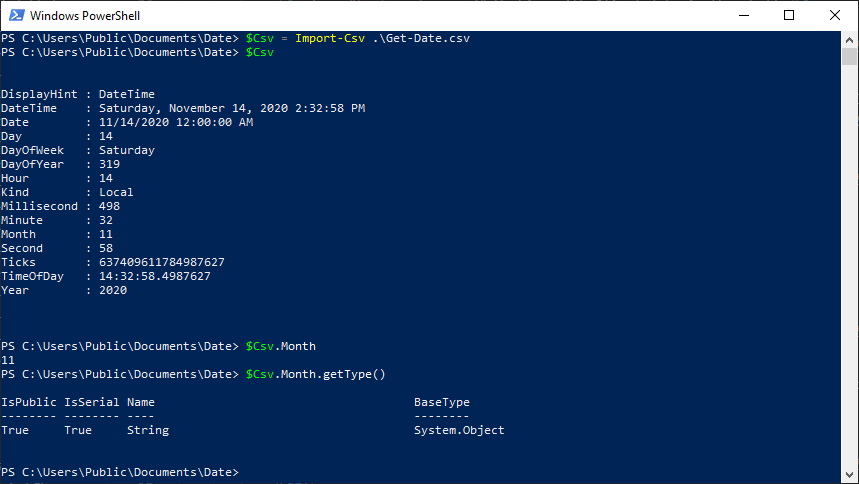 Windows PowerShell
PS C:\Users\Public\Documents\Date> $Csv = Import-Csv .\Get-Date.csv
PS C:\Users\Public\Documents\Date> $Csv
DisplayHint : DateTime
DateTime    : Saturday, November 14, 2020 2:32:58 PM
Date        : 11/14/2020 12:00:00 AM
Day         : 14
DayOfWeek   : Saturday
DayOfYear   : 319
Hour        : 14
Kind        : Local
Millisecond : 498
Minute      : 32
Month       : 11
Second      : 58
Ticks       : 637409611784987627
TimeOfDay   : 14:32:58.4987627
Year        : 2020
PS C:\Users\Public\Documents\Date> $Csv.Month
11
PS C:\Users\Public\Documents\Date> $Csv.Month.getType()
IsPublic IsSerial Name                                     BaseType
-------- -------- ----                                     --------
True     True     String                                   System.Object
PS C:\Users\Public\Documents\Date>